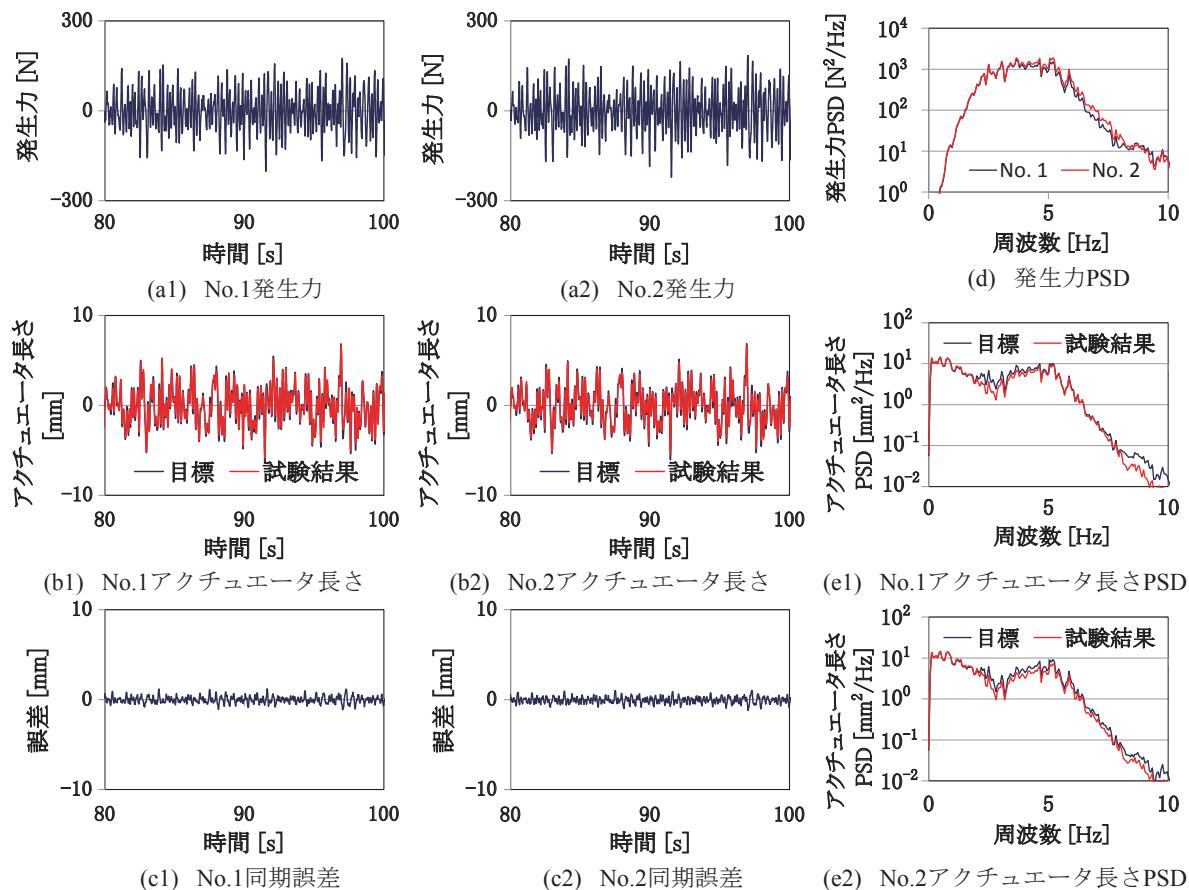 300
0
−300
発生力 [N]
80
90
100
時間 [s]
(a1) No.1発生力
300
0
−300
発生力 [N]
80
90
100
時間 [s]
(a2) No.2発生力
10⁴
10³
10²
10¹
10⁰
発生力PSD [N²/Hz]
No. 1
No. 2
0
5
10
周波数 [Hz]
(d) 発生力PSD
10
0
−10
アクチュエータ長さ
[mm]
目標
試験結果
80
90
100
時間 [s]
(b1) No.1アクチュエータ長さ
10
0
−10
アクチュエータ長さ
[mm]
目標
試験結果
80
90
100
時間 [s]
(b2) No.2アクチュエータ長さ
10²
10¹
10⁰
10⁻¹
10⁻²
アクチュエータ長さ
PSD [mm²/Hz]
目標
試験結果
0
5
10
周波数 [Hz]
(e1) No.1アクチュエータ長さPSD
10
0
−10
誤差 [mm]
80
90
100
時間 [s]
(c1) No.1同期誤差
10
0
−10
誤差 [mm]
80
90
100
時間 [s]
(c2) No.2同期誤差
10²
10¹
10⁰
10⁻¹
10⁻²
アクチュエータ長さ
PSD [mm²/Hz]
目標
試験結果
0
5
10
周波数 [Hz]
(e2) No.2アクチュエータ長さPSD